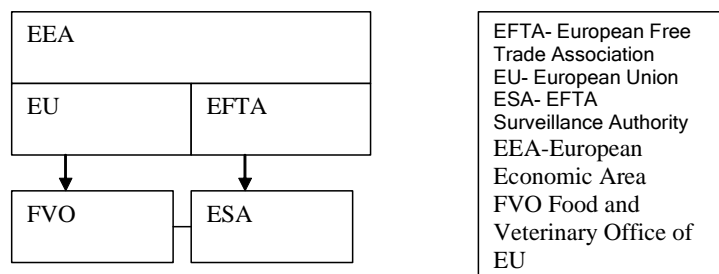 EEA
EU EFTA
FVO ESA
EFTA- European Free
Trade Association
EU- European Union
ESA- EFTA
Surveillance Authority
EEA-European
Economic Area
FVO Food and
Veterinary Office of
EU